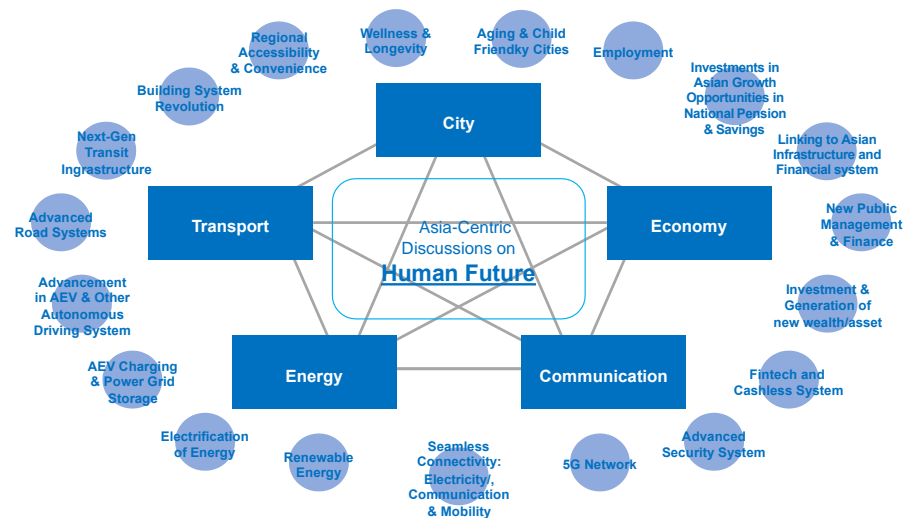 Wellness &
Longevity
Aging & Child
Friendky Cities
Regional
Accessibility
& Convenience
Employment
Building System
Revolution
Investments in
Asian Growth
Opportunities in
National Pension
& Savings
City
Next-Gen
Transit
Ingrastructure
Linking to Asian
Infrastructure and
Financial system
Advanced
Road Systems
Transport
Asia-Centric
Discussions on
Human Future
Economy
New Public
Management
& Finance
Advancement
in AEV & Other
Autonomous
Driving System
Investment &
Generation of
new wealth/asset
AEV Charging
& Power Grid
Storage
Energy
Communication
Fintech and
Cashless System
Electrification
of Energy
Renewable
Energy
Seamless
Connectivity:
Electricity/,
Communication
& Mobility
5G Network
Advanced
Security System